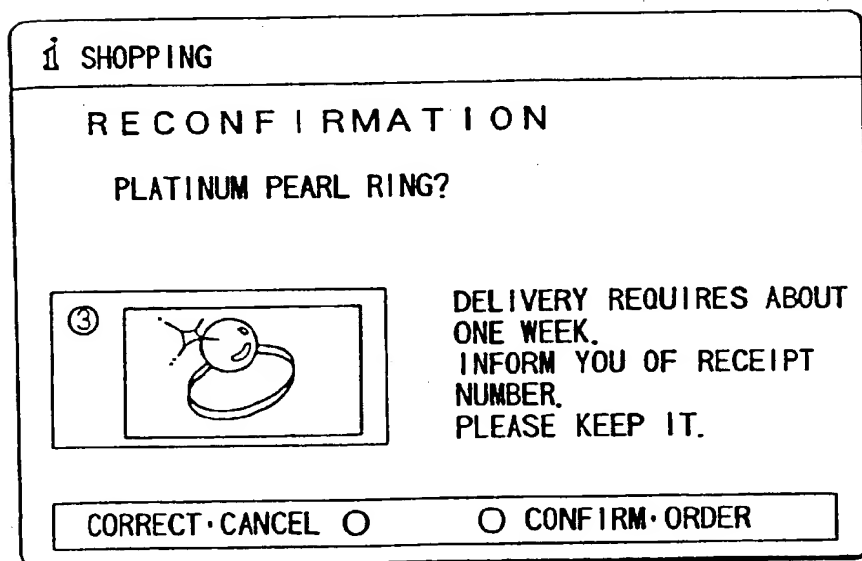 i SHOPPING
RECONFIRMATION
PLATINUM PEARL RING?
③
DELIVERY REQUIRES ABOUT
ONE WEEK.
INFORM YOU OF RECEIPT
NUMBER.
PLEASE KEEP IT.
CORRECT·CANCEL ○ ○ CONFIRM·ORDER